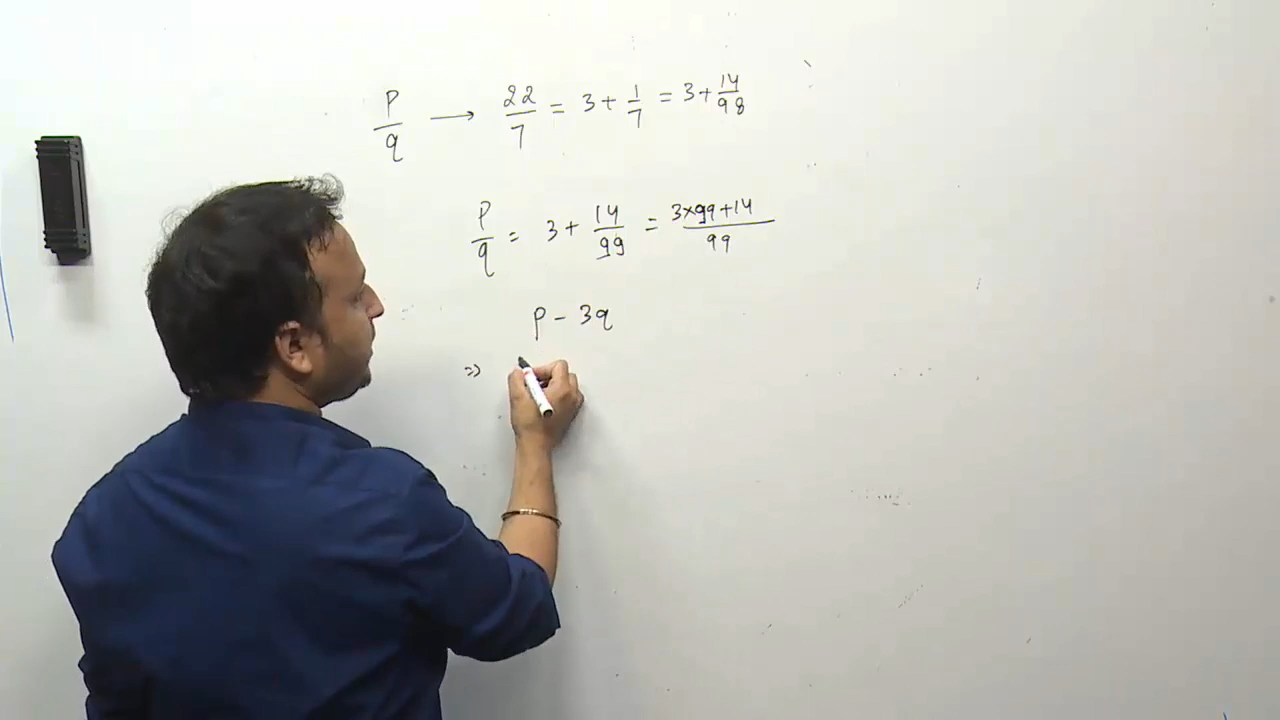 p/q → 22/7 = 3 + 1/7 = 3 + 14/98
p/q = 3 + 14/99 = (3×99+14)/99
p - 3q
⇒